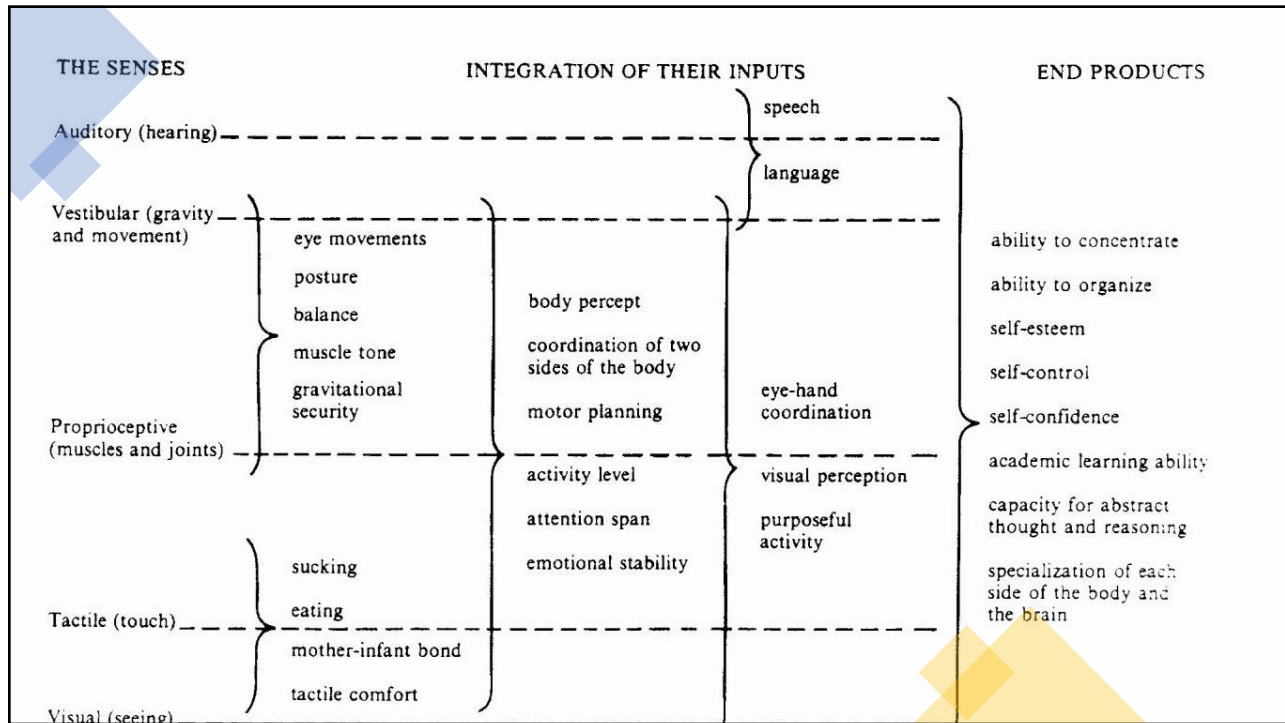 THE SENSES
INTEGRATION OF THEIR INPUTS
END PRODUCTS
Auditory (hearing)
speech
language
Vestibular (gravity
and movement)
eye movements
posture
balance
muscle tone
gravitational
security
body percept
coordination of two
sides of the body
motor planning
eye-hand
coordination
Proprioceptive
(muscles and joints)
activity level
attention span
emotional stability
visual perception
purposeful
activity
sucking
eating
mother-infant bond
tactile comfort
Tactile (touch)
Visual (seeing)
ability to concentrate
ability to organize
self-esteem
self-control
self-confidence
academic learning ability
capacity for abstract
thought and reasoning
specialization of each
side of the body and
the brain